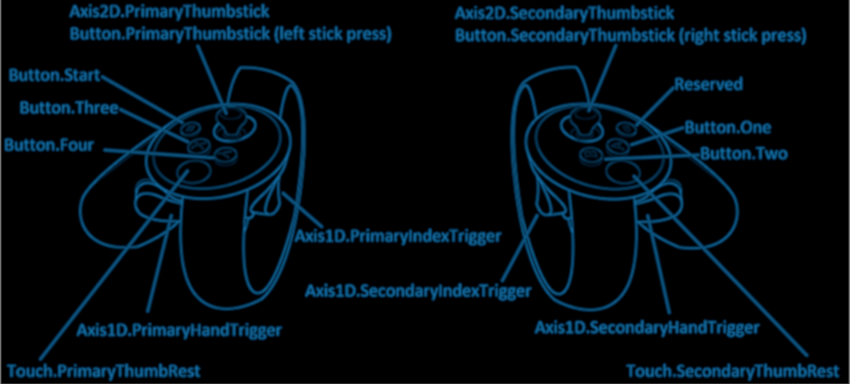 Axis2D.PrimaryThumbstick
Button.PrimaryThumbstick (left stick press)
Axis2D.SecondaryThumbstick
Button.SecondaryThumbstick (right stick press)
Button.Start
Reserved
Button.Three
Button.One
Button.Four
Button.Two
Axis1D.PrimaryIndexTrigger
Axis1D.SecondaryIndexTrigger
Axis1D.PrimaryHandTrigger
Axis1D.SecondaryHandTrigger
Touch.PrimaryThumbRest
Touch.SecondaryThumbRest